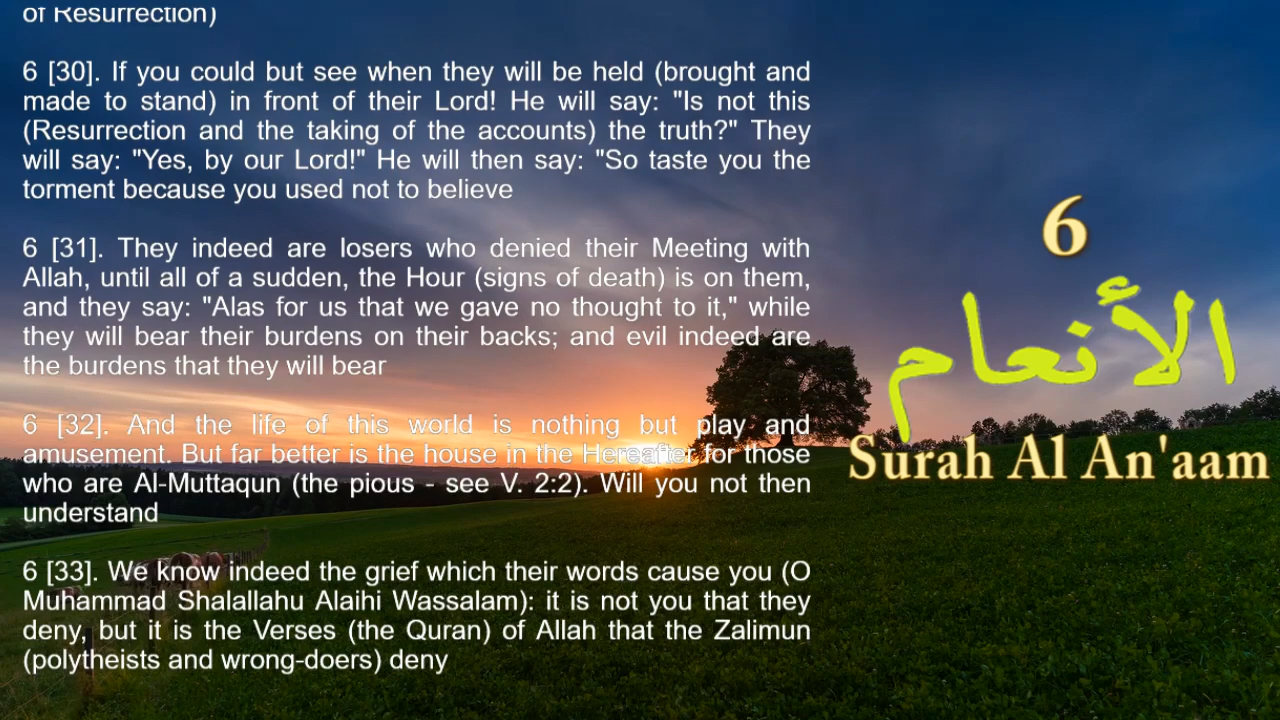 of Resurrection)
6 [30]. If you could but see when they will be held (brought and
made to stand) in front of their Lord! He will say: "Is not this
(Resurrection and the taking of the accounts) the truth?" They
will say: "Yes, by our Lord!" He will then say: "So taste you the
torment because you used not to believe
6 [31]. They indeed are losers who denied their Meeting with
Allah, until all of a sudden, the Hour (signs of death) is on them,
and they say: "Alas for us that we gave no thought to it," while
they will bear their burdens on their backs; and evil indeed are
the burdens that they will bear
6 [32]. And the life of this world is nothing but play and
amusement. But far better is the house in the Hereafter for those
who are Al-Muttaqun (the pious - see V. 2:2). Will you not then
understand
6 [33]. We know indeed the grief which their words cause you (O
Muhammad Shalallahu Alaihi Wassalam): it is not you that they
deny, but it is the Verses (the Quran) of Allah that the Zalimun
(polytheists and wrong-doers) deny
6
الأنعام
Surah Al An'aam